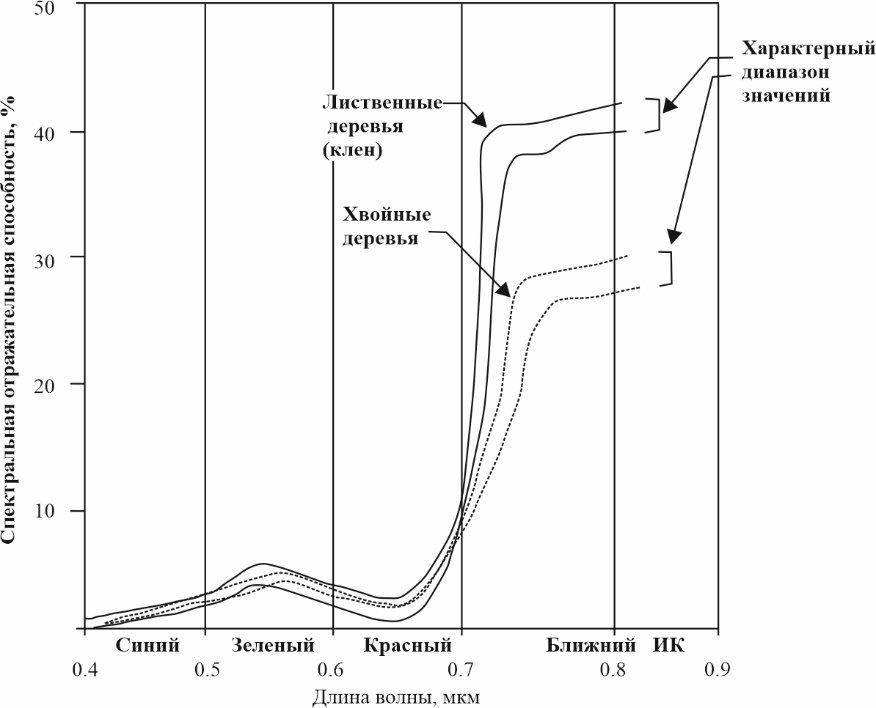 Спектральная отражательная способность, %
50
40
30
20
10
Лиственные
деревья
(клен)
Хвойные
деревья
Характерный
диапазон
значений
Синий Зеленый Красный Ближний ИК
0.4 0.5 0.6 0.7 0.8 0.9
Длина волны, мкм